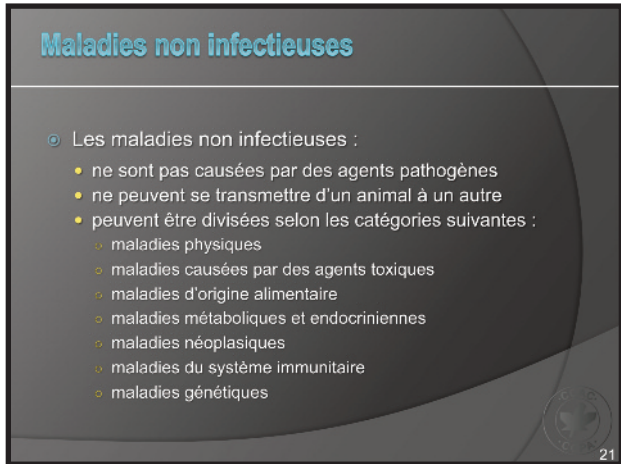 Maladies non infectieuses
Les maladies non infectieuses :
ne sont pas causées par des agents pathogènes
ne peuvent se transmettre d'un animal à un autre
peuvent être divisées selon les catégories suivantes :
maladies physiques
maladies causées par des agents toxiques
maladies d'origine alimentaire
maladies métaboliques et endocriniennes
maladies néoplasiques
maladies du système immunitaire
maladies génétiques
21